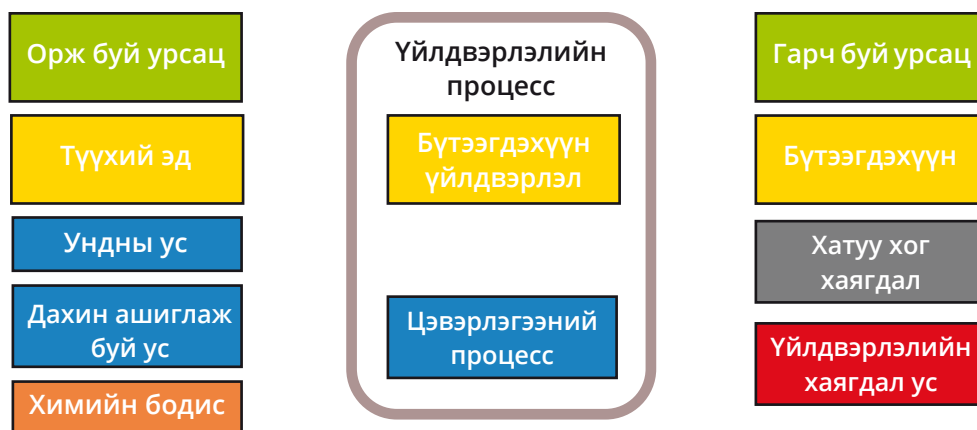 Орж буй урсац
Түүхий эд
Ундны ус
Дахин ашиглаж
буй ус
Химийн бодис
Үйлдвэрлэлийн
процесс
Бүтээгдэхүүн
үйлдвэрлэл
Цэвэрлэгээний
процесс
Гарч буй урсац
Бүтээгдэхүүн
Хатуу хог
хаягдал
Үйлдвэрлэлийн
хаягдал ус